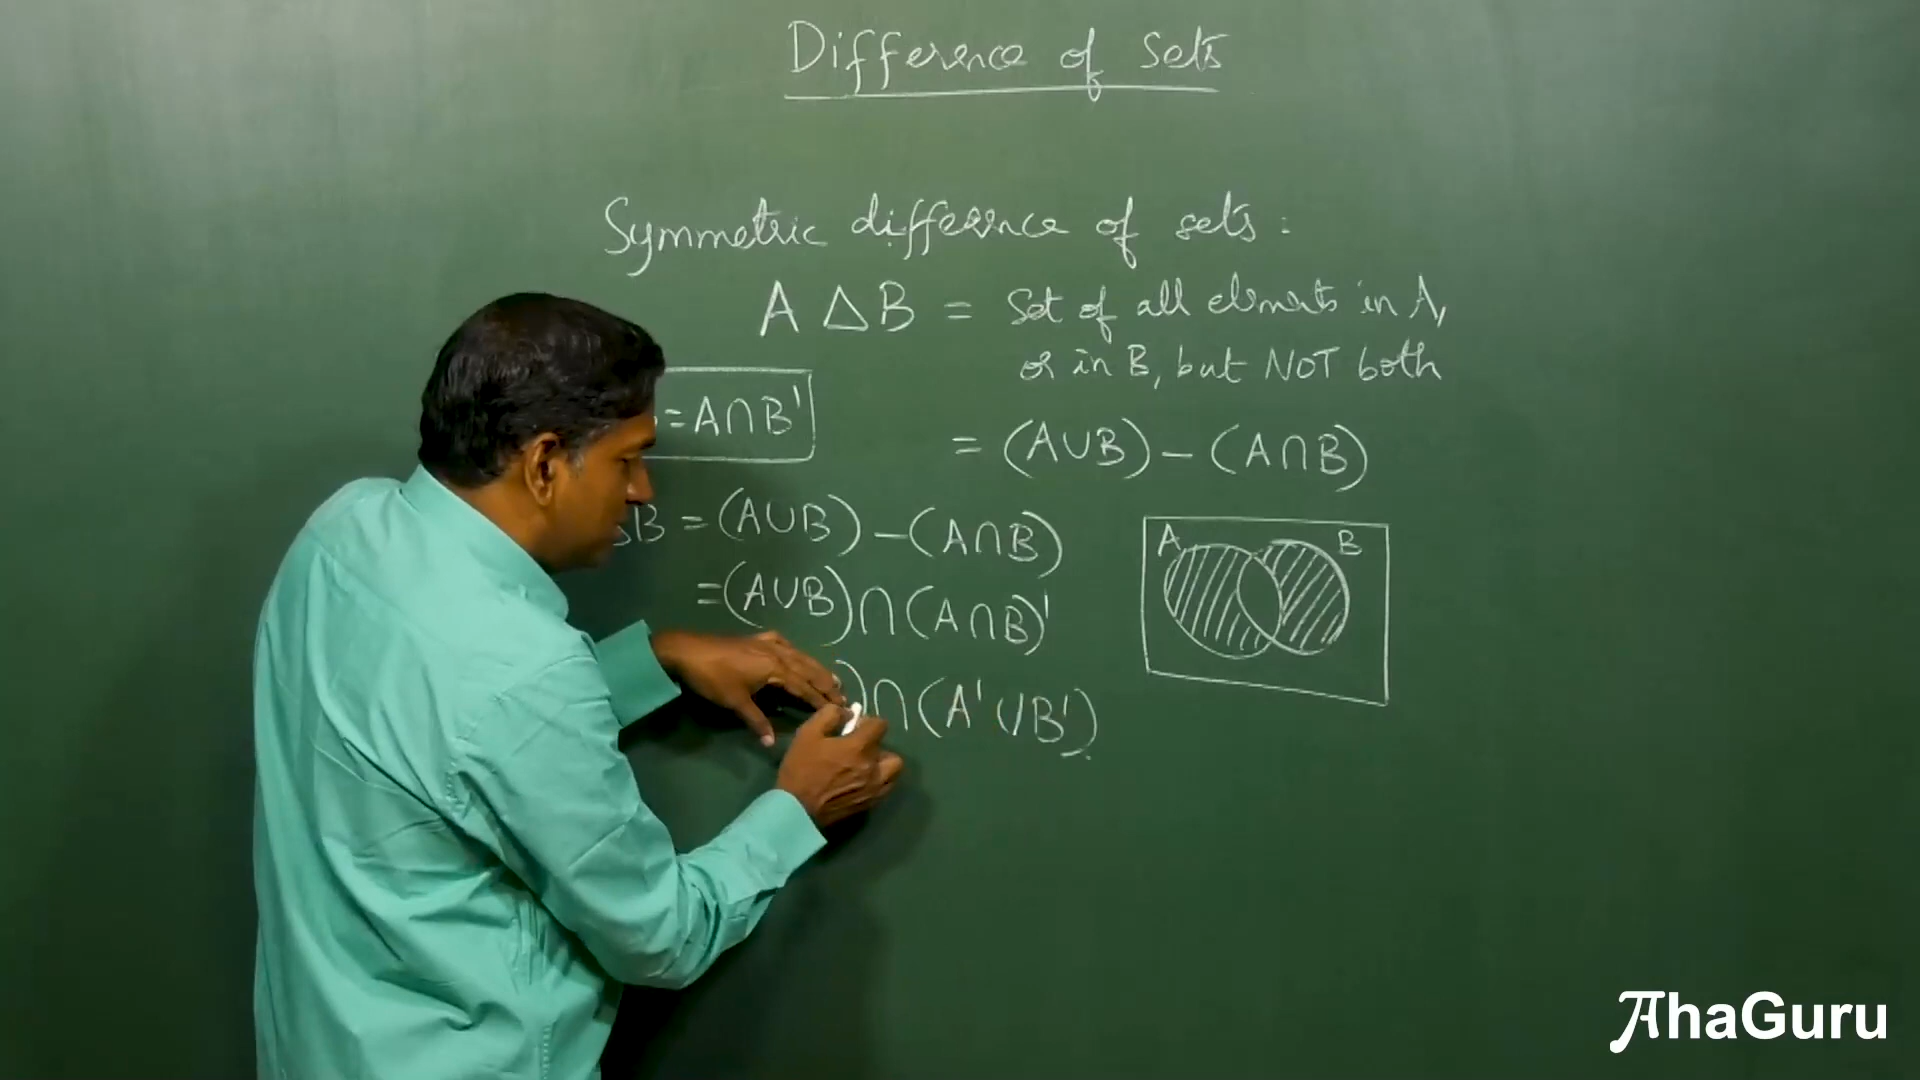 Difference of sets
Symmetric difference of sets :
A △ B = Set of all elements in A,
or in B, but NOT both
= A∩B'
= (A∪B) – (A∩B)
B = (A∪B) – (A∩B)
A B
= (A∪B) ∩ (A∩B)'
) ∩ (A' ∪ B')
AhaGuru